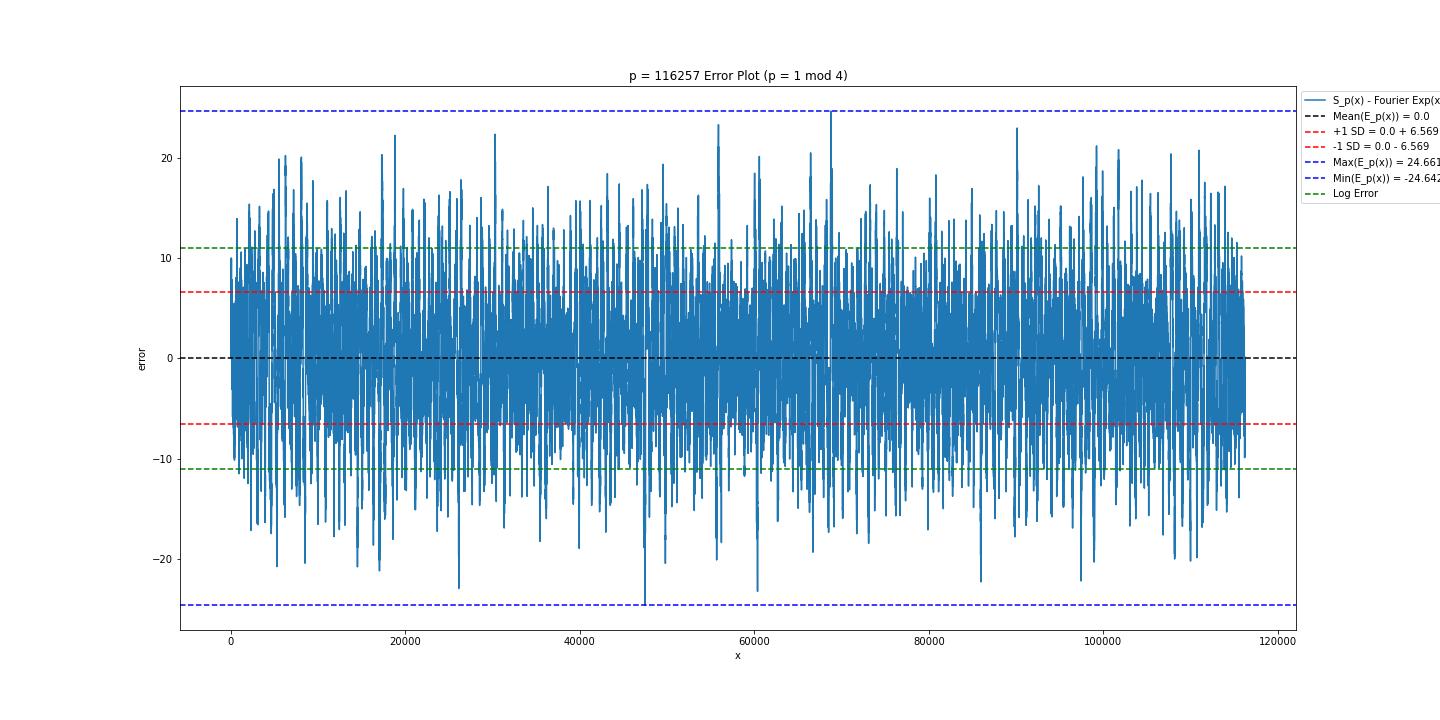 p = 116257 Error Plot (p = 1 mod 4)
S_p(x) - Fourier Exp(x
Mean(E_p(x)) = 0.0
+1 SD = 0.0 + 6.569
-1 SD = 0.0 - 6.569
Max(E_p(x)) = 24.661
Min(E_p(x)) = -24.642
Log Error
error
20
10
0
−10
−20
0 20000 40000 60000 80000 100000 120000
x